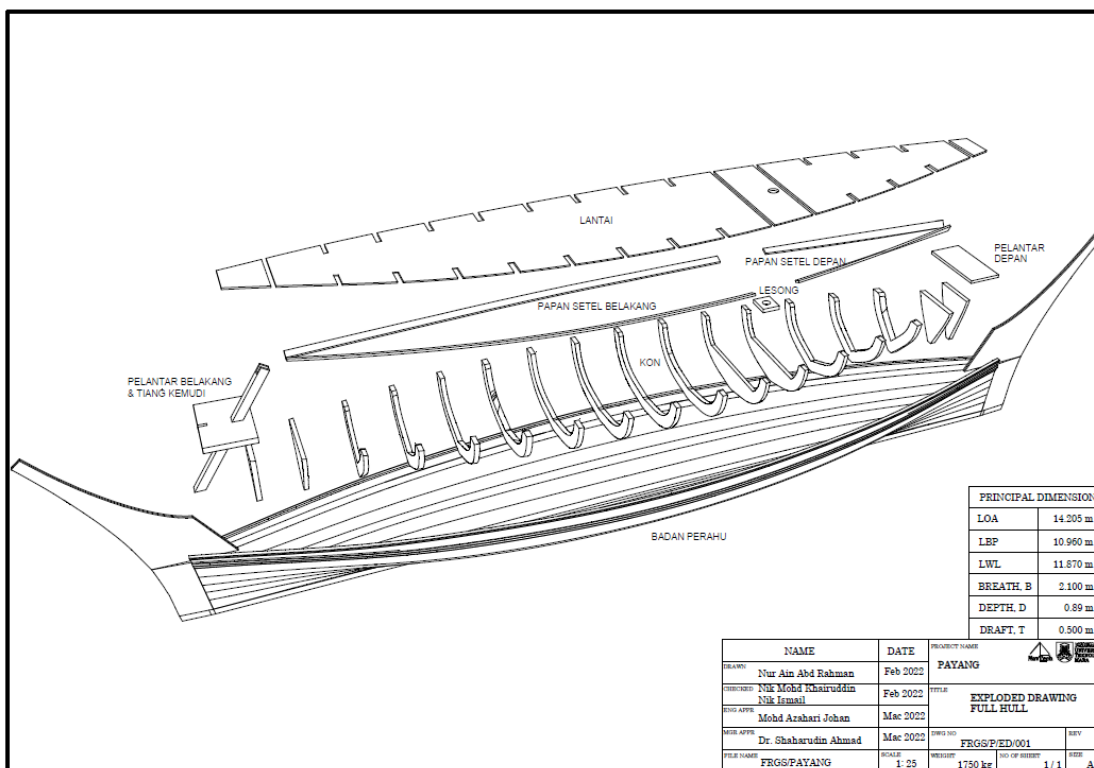 LANTAI
PAPAN SETEL DEPAN
PELANTAR
DEPAN
LESONG
PAPAN SETEL BELAKANG
KON
PELANTAR BELAKANG
& TIANG KEMUDI
BADAN PERAHU
PRINCIPAL DIMENSION
LOA 14.205 m
LBP 10.960 m
LWL 11.870 m
BREATH, B 2.100 m
DEPTH, D 0.89 m
DRAFT, T 0.500 m
NAME DATE
DRAWN Nur Ain Abd Rahman Feb 2022
CHECKED Nik Mohd Khairuddin
Nik Ismail Feb 2022
ENG APPR Mohd Azahari Johan Mac 2022
MGR APPR Dr. Shaharudin Ahmad Mac 2022
FILE NAME FRGS/PAYANG
SCALE 1: 25
PROJECT NAME
PAYANG
TITLE
EXPLODED DRAWING
FULL HULL
DWG NO FRGS/P/ED/001
REV
WEIGHT 1750 kg
NO OF SHEET 1 / 1
SIZE A